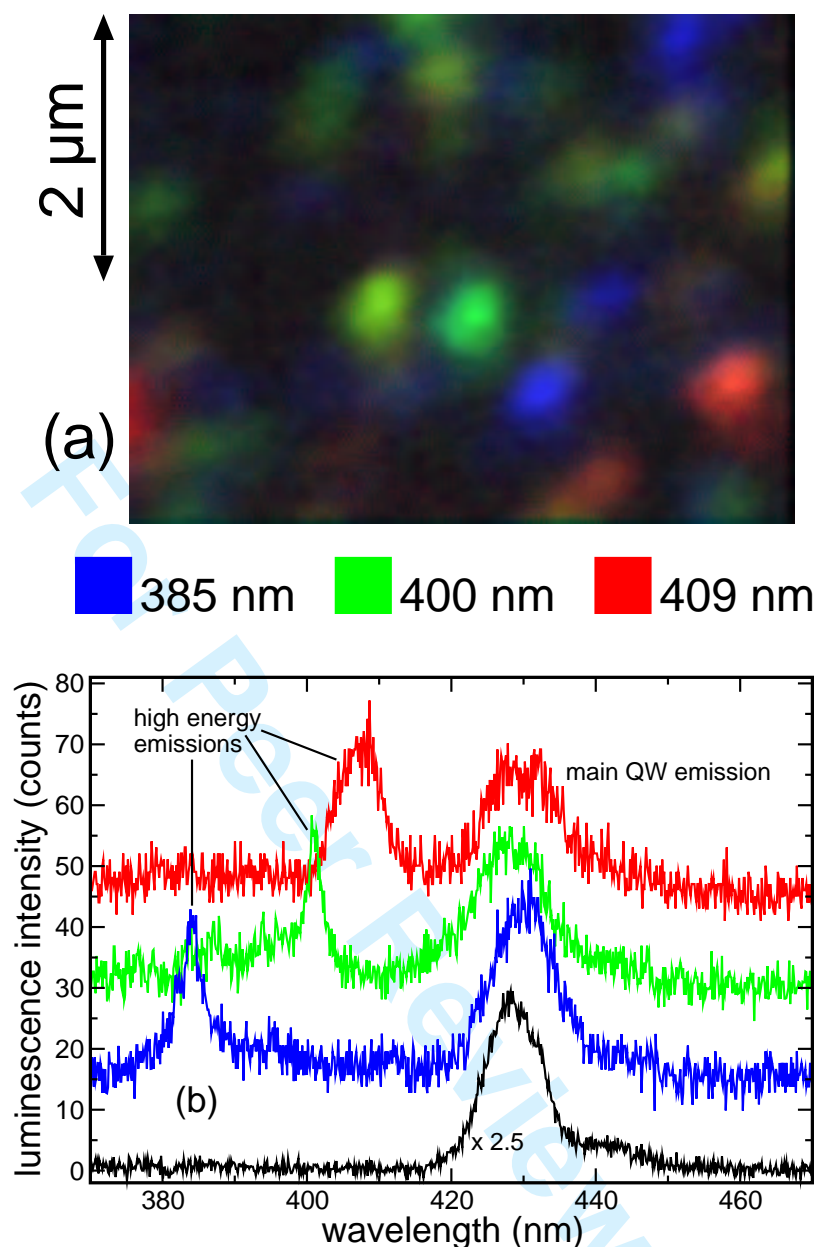 2 μm
(a)
385 nm 400 nm 409 nm
luminescence intensity (counts)
80
70
60
50
40
30
20
10
0
high energy
emissions
main QW emission
(b)
x 2.5
380 400 420 440 460
wavelength (nm)
For Peer Review